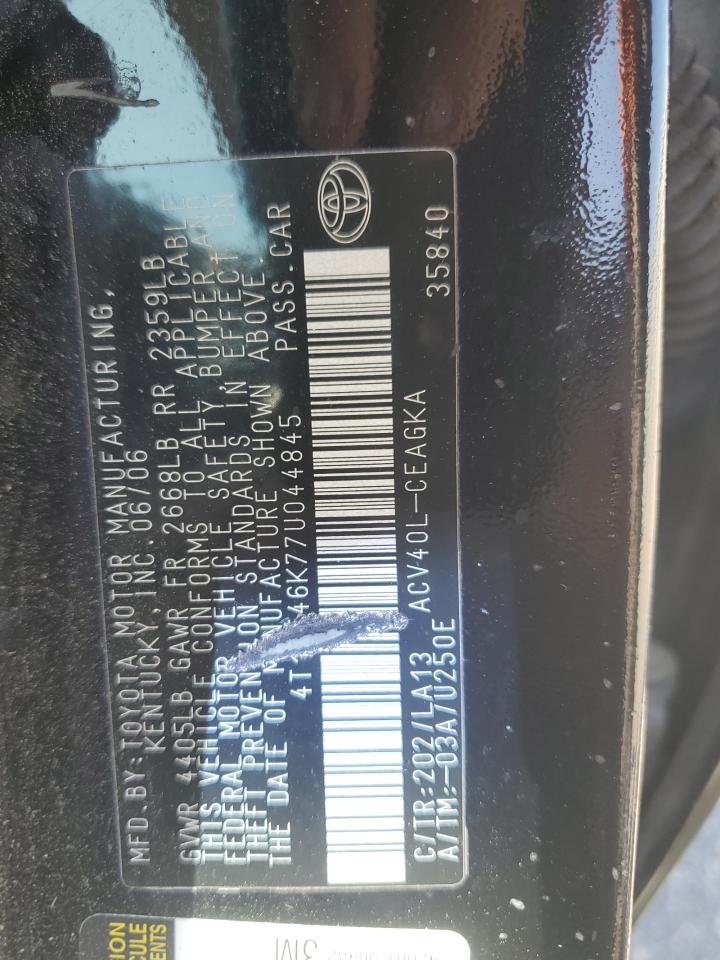 MFD.BY:TOYOTA MOTOR MANUFACTURING,
KENTUCKY, INC. 06/06
GVWR 4405LB GAWR FR 2668LB RR 2359LB
THIS VEHICLE CONFORMS TO ALL APPLICABLE
FEDERAL MOTOR VEHICLE SAFETY, BUMPER AND
THEFT PREVENTION STANDARDS IN EFFECT ON
THE DATE OF MANUFACTURE SHOWN ABOVE.
46K77U044845 PASS.CAR
ACV40L-CEAGKA
C/TR:202/LA13
A/TM:-03A/U250E 35840
3M